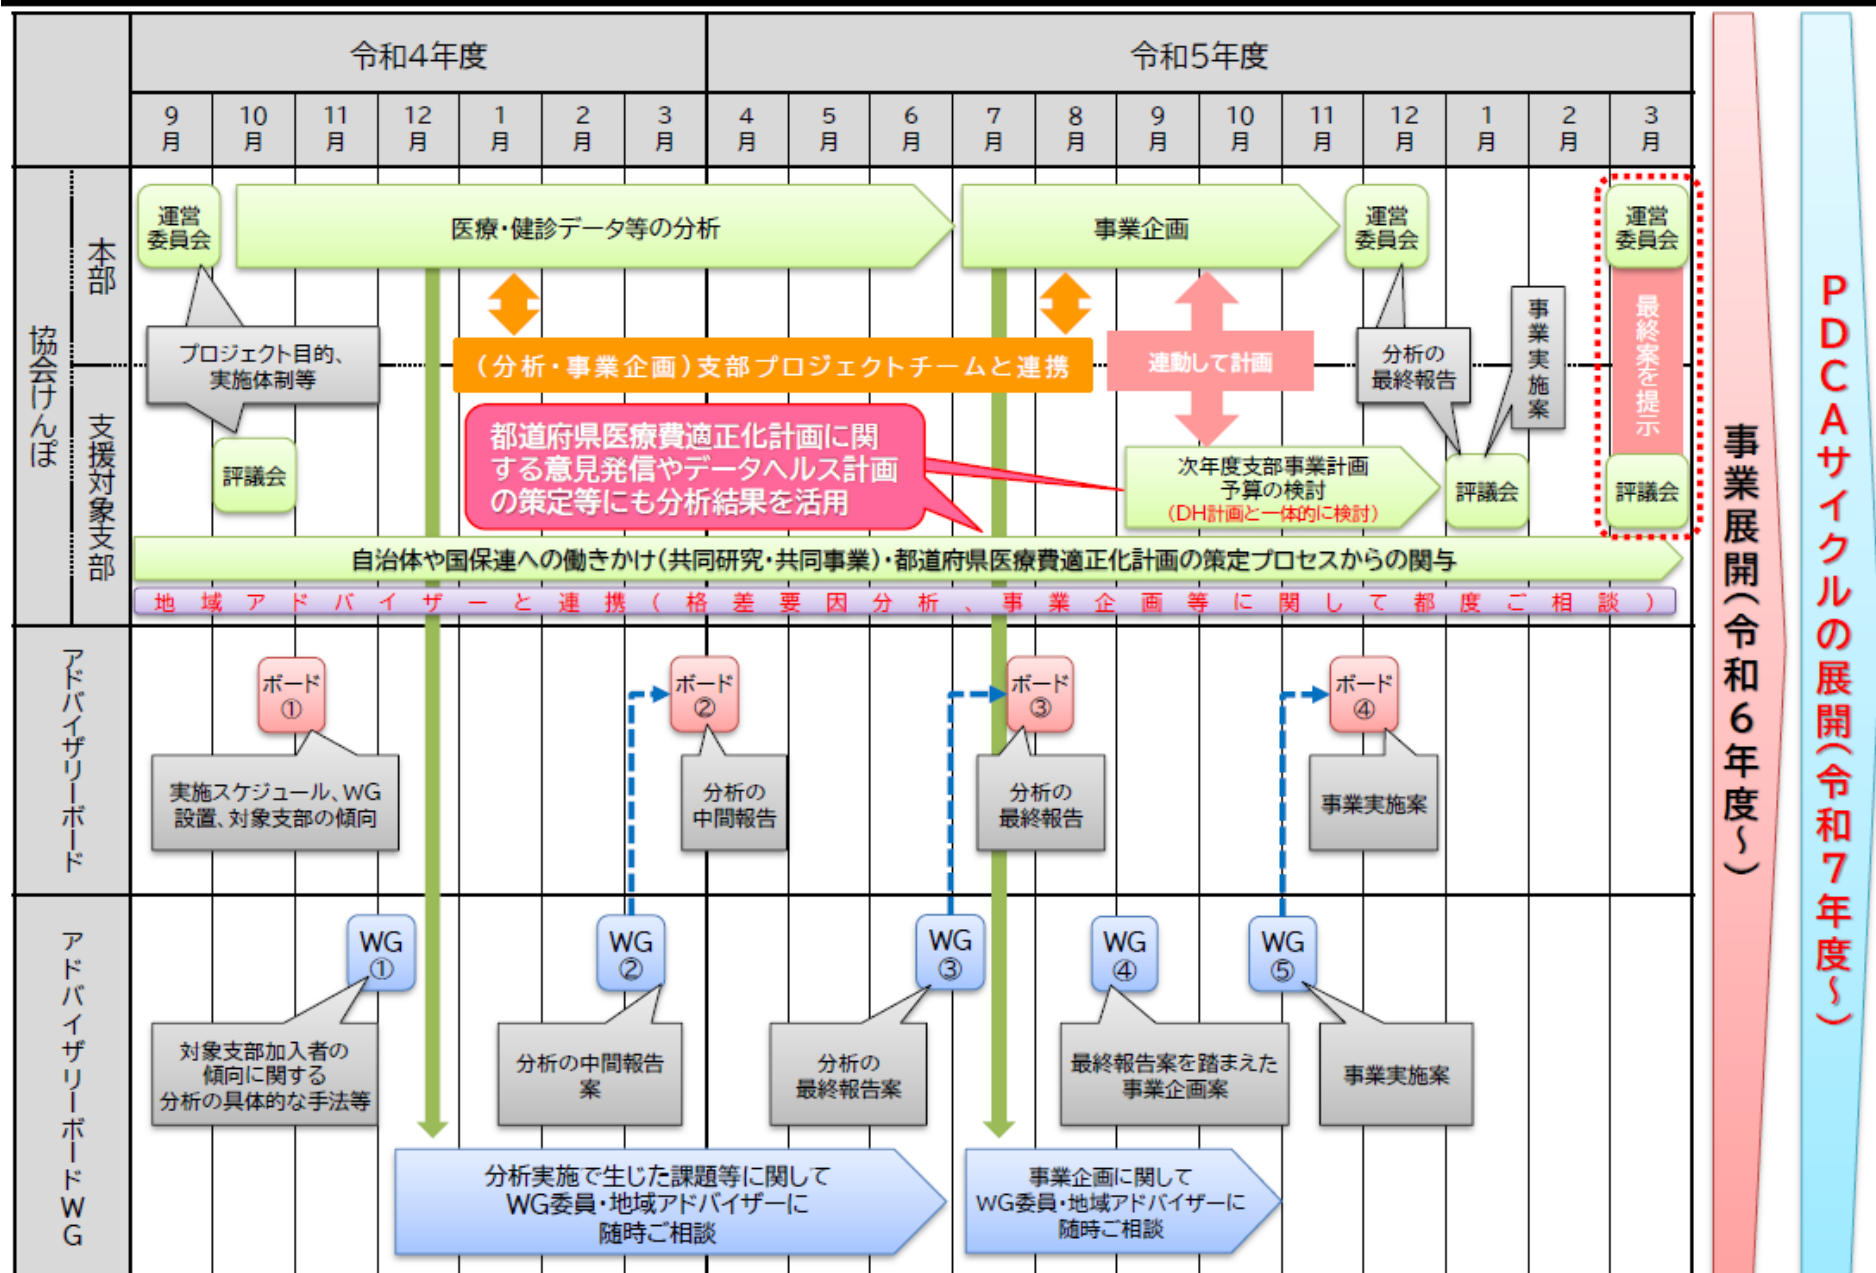 令和4年度
令和5年度
9月
10月
11月
12月
1月
2月
3月
4月
5月
6月
7月
8月
9月
10月
11月
12月
1月
2月
3月
協会けんぽ
本部
運営
委員会
医療・健診データ等の分析
事業企画
運営
委員会
運営
委員会
プロジェクト目的、
実施体制等
(分析・事業企画)支部プロジェクトチームと連携
連動して計画
分析の
最終報告
事業実施案
最終案を提示
支援対象支部
評議会
都道府県医療費適正化計画に関
する意見発信やデータヘルス計画
の策定等にも分析結果を活用
次年度支部事業計画
予算の検討
(DH計画と一体的に検討)
評議会
評議会
自治体や国保連への働きかけ(共同研究・共同事業)・都道府県医療費適正化計画の策定プロセスからの関与
地域アドバイザーと連携(格差要因分析、事業企画等に関して都度ご相談)
アドバイザリーボード
ボード
①
ボード
②
ボード
③
ボード
④
実施スケジュール、WG
設置、対象支部の傾向
分析の
中間報告
分析の
最終報告
事業実施案
アドバイザリーボードWG
WG
①
WG
②
WG
③
WG
④
WG
⑤
対象支部加入者の
傾向に関する
分析の具体的な手法等
分析の中間報告
案
分析の
最終報告案
最終報告案を踏まえた
事業企画案
事業実施案
分析実施で生じた課題等に関して
WG委員・地域アドバイザーに
随時ご相談
事業企画に関して
WG委員・地域アドバイザーに
随時ご相談
事業展開(令和6年度~)
PDCAサイクルの展開(令和7年度~)